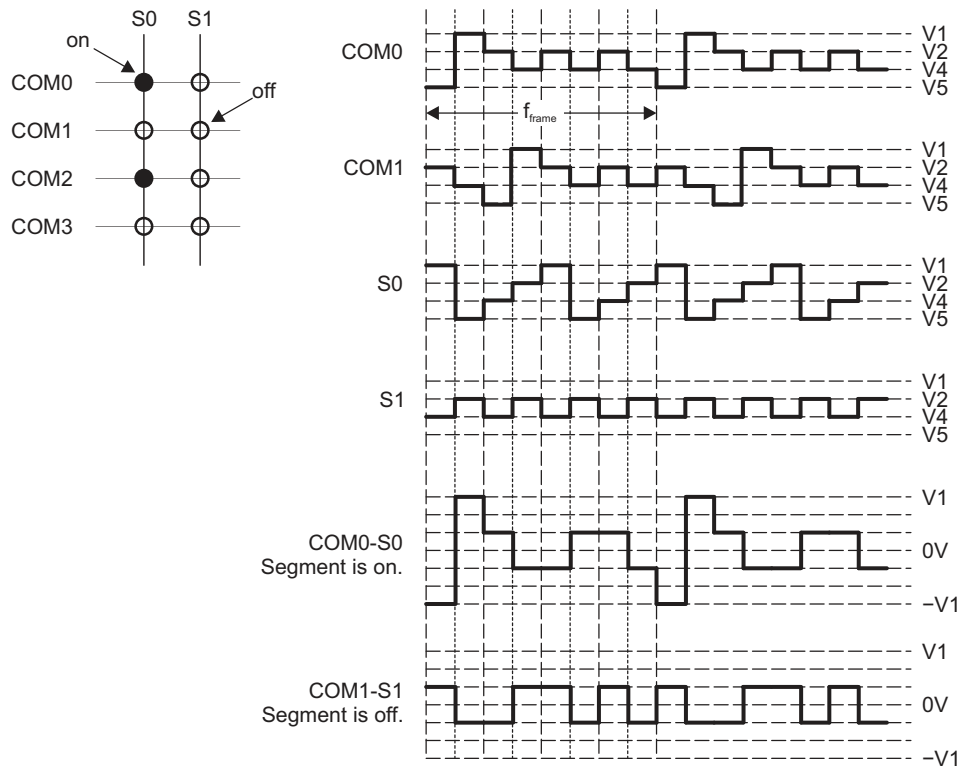 S0 S1
on
off
COM0
COM1
COM2
COM3
COM0
V1
V2
V4
V5
fframe
COM1
V1
V2
V4
V5
S0
V1
V2
V4
V5
S1
V1
V2
V4
V5
COM0-S0
Segment is on.
V1
0V
−V1
COM1-S1
Segment is off.
V1
0V
−V1